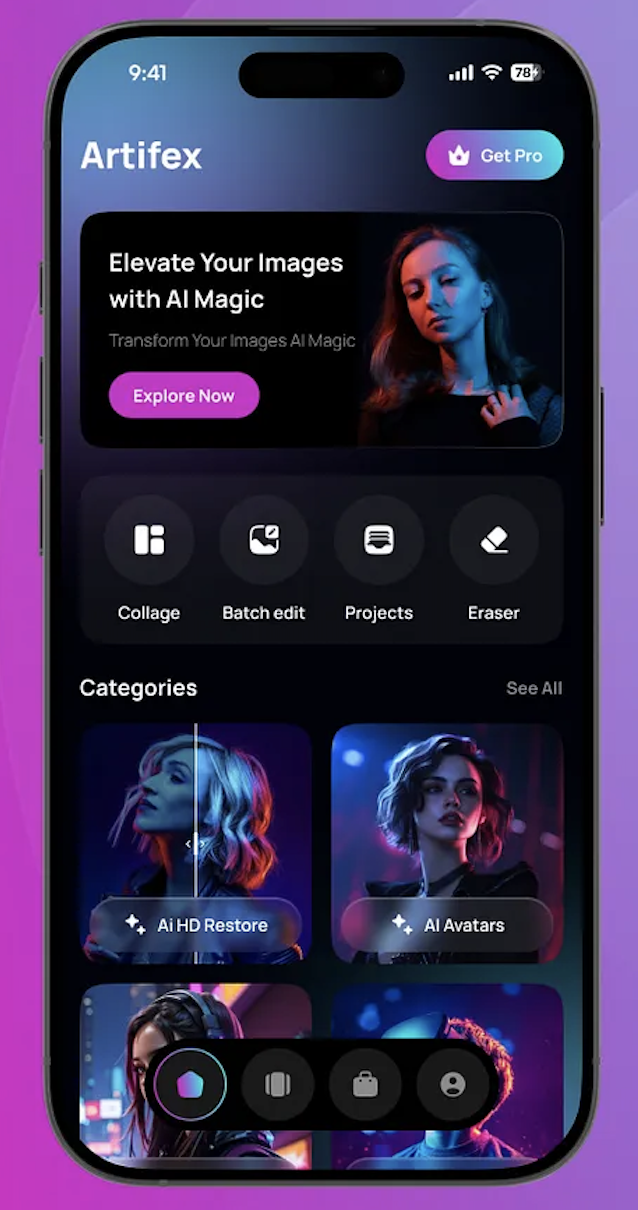 9:41
78
Artifex
Get Pro
Elevate Your Images
with AI Magic
Transform Your Images AI Magic
Explore Now
Collage
Batch edit
Projects
Eraser
Categories
See All
Ai HD Restore
AI Avatars